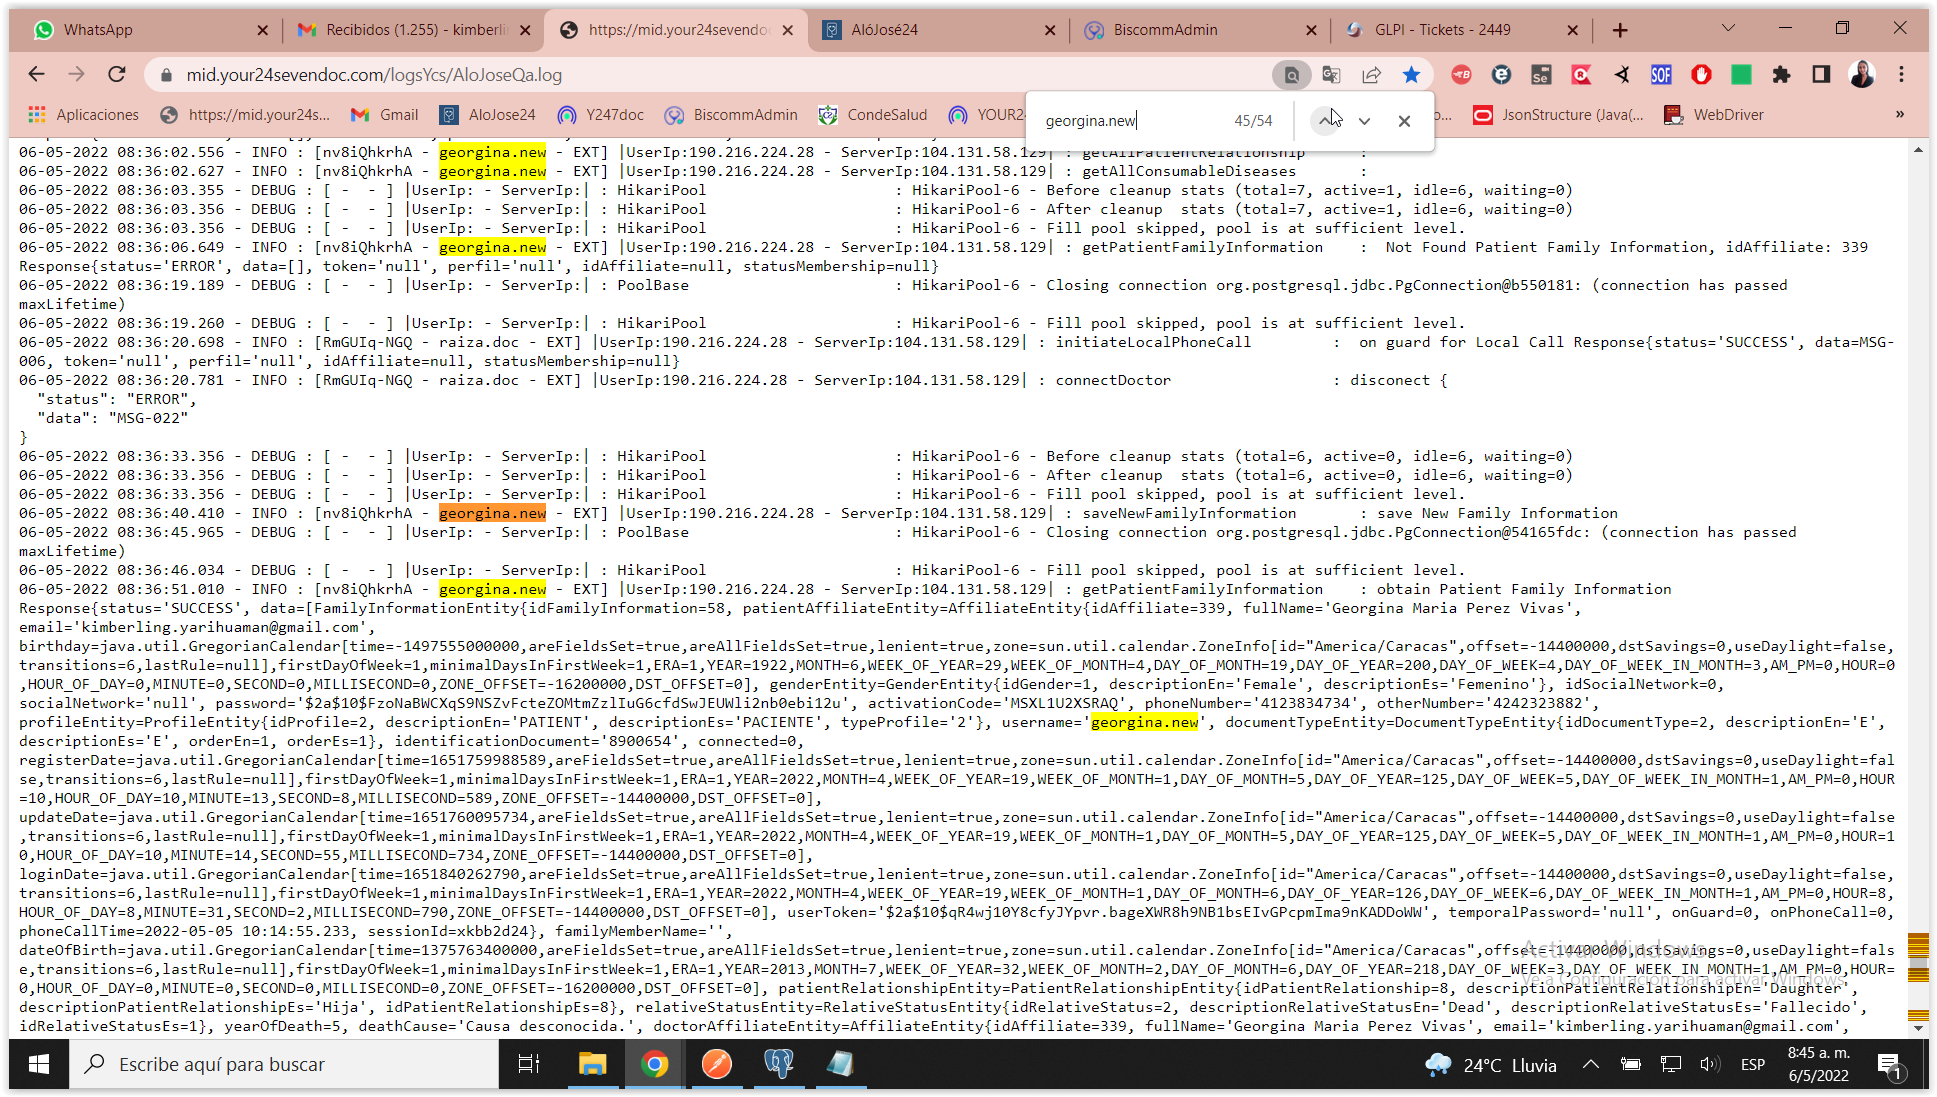 WhatsApp
Recibidos (1.255) - kimberli
https://mid.your24sevendo
AlóJosé24
BiscommAdmin
GLPI - Tickets - 2449
mid.your24sevendoc.com/logsYcs/AloJoseQa.log
Aplicaciones
https://mid.your24s...
Gmail
AloJose24
Y247doc
BiscommAdmin
CondeSalud
YOUR2
JsonStructure (Java(...
WebDriver
»
georgina.new
45/54
06-05-2022 08:36:02.556 - INFO : [nv8iQhkrhA - georgina.new - EXT] |UserIp:190.216.224.28 - ServerIp:104.131.58.129| : getAllPatientRelationship :
06-05-2022 08:36:02.627 - INFO : [nv8iQhkrhA - georgina.new - EXT] |UserIp:190.216.224.28 - ServerIp:104.131.58.129| : getAllConsumableDiseases :
06-05-2022 08:36:03.355 - DEBUG : [ - - ] |UserIp: - ServerIp:| : HikariPool : HikariPool-6 - Before cleanup stats (total=7, active=1, idle=6, waiting=0)
06-05-2022 08:36:03.356 - DEBUG : [ - - ] |UserIp: - ServerIp:| : HikariPool : HikariPool-6 - After cleanup stats (total=7, active=1, idle=6, waiting=0)
06-05-2022 08:36:03.356 - DEBUG : [ - - ] |UserIp: - ServerIp:| : HikariPool : HikariPool-6 - Fill pool skipped, pool is at sufficient level.
06-05-2022 08:36:06.649 - INFO : [nv8iQhkrhA - georgina.new - EXT] |UserIp:190.216.224.28 - ServerIp:104.131.58.129| : getPatientFamilyInformation : Not Found Patient Family Information, idAffiliate: 339
Response{status='ERROR', data=[], token='null', perfil='null', idAffiliate=null, statusMembership=null}
06-05-2022 08:36:19.189 - DEBUG : [ - - ] |UserIp: - ServerIp:| : PoolBase : HikariPool-6 - Closing connection org.postgresql.jdbc.PgConnection@b550181: (connection has passed
maxLifetime)
06-05-2022 08:36:19.260 - DEBUG : [ - - ] |UserIp: - ServerIp:| : HikariPool : HikariPool-6 - Fill pool skipped, pool is at sufficient level.
06-05-2022 08:36:20.698 - INFO : [RmGUIq-NGQ - raiza.doc - EXT] |UserIp:190.216.224.28 - ServerIp:104.131.58.129| : initiateLocalPhoneCall : on guard for Local Call Response{status='SUCCESS', data=MSG-
006, token='null', perfil='null', idAffiliate=null, statusMembership=null}
06-05-2022 08:36:20.781 - INFO : [RmGUIq-NGQ - raiza.doc - EXT] |UserIp:190.216.224.28 - ServerIp:104.131.58.129| : connectDoctor : disconect {
"status": "ERROR",
"data": "MSG-022"
}
06-05-2022 08:36:33.356 - DEBUG : [ - - ] |UserIp: - ServerIp:| : HikariPool : HikariPool-6 - Before cleanup stats (total=6, active=0, idle=6, waiting=0)
06-05-2022 08:36:33.356 - DEBUG : [ - - ] |UserIp: - ServerIp:| : HikariPool : HikariPool-6 - After cleanup stats (total=6, active=0, idle=6, waiting=0)
06-05-2022 08:36:33.356 - DEBUG : [ - - ] |UserIp: - ServerIp:| : HikariPool : HikariPool-6 - Fill pool skipped, pool is at sufficient level.
06-05-2022 08:36:40.410 - INFO : [nv8iQhkrhA - georgina.new - EXT] |UserIp:190.216.224.28 - ServerIp:104.131.58.129| : saveNewFamilyInformation : save New Family Information
06-05-2022 08:36:45.965 - DEBUG : [ - - ] |UserIp: - ServerIp:| : PoolBase : HikariPool-6 - Closing connection org.postgresql.jdbc.PgConnection@54165fdc: (connection has passed
maxLifetime)
06-05-2022 08:36:46.034 - DEBUG : [ - - ] |UserIp: - ServerIp:| : HikariPool : HikariPool-6 - Fill pool skipped, pool is at sufficient level.
06-05-2022 08:36:51.010 - INFO : [nv8iQhkrhA - georgina.new - EXT] |UserIp:190.216.224.28 - ServerIp:104.131.58.129| : getPatientFamilyInformation : obtain Patient Family Information
Response{status='SUCCESS', data=[FamilyInformationEntity{idFamilyInformation=58, patientAffiliateEntity=AffiliateEntity{idAffiliate=339, fullName='Georgina Maria Perez Vivas',
email='kimberling.yarihuaman@gmail.com',
birthday=java.util.GregorianCalendar[time=-1497555000000,areFieldsSet=true,areAllFieldsSet=true,lenient=true,zone=sun.util.calendar.ZoneInfo[id="America/Caracas",offset=-14400000,dstSavings=0,useDaylight=false,
transitions=6,lastRule=null],firstDayOfWeek=1,minimalDaysInFirstWeek=1,ERA=1,YEAR=1922,MONTH=6,WEEK_OF_YEAR=29,WEEK_OF_MONTH=4,DAY_OF_MONTH=19,DAY_OF_YEAR=200,DAY_OF_WEEK=4,DAY_OF_WEEK_IN_MONTH=3,AM_PM=0,HOUR=0
,HOUR_OF_DAY=0,MINUTE=0,SECOND=0,MILLISECOND=0,ZONE_OFFSET=-16200000,DST_OFFSET=0], genderEntity=GenderEntity{idGender=1, descriptionEn='Female', descriptionEs='Femenino'}, idSocialNetwork=0,
socialNetwork='null', password='$2a$10$FzoNaBWCXqS9NSZvFcteZOMtmZzlIuG6cfdSwJEUWli2nb0ebi12u', activationCode='MSXL1U2XSRAQ', phoneNumber='4123834734', otherNumber='4242323882',
profileEntity=ProfileEntity{idProfile=2, descriptionEn='PATIENT', descriptionEs='PACIENTE', typeProfile='2'}, username='georgina.new', documentTypeEntity=DocumentTypeEntity{idDocumentType=2, descriptionEn='E',
descriptionEs='E', orderEn=1, orderEs=1}, identificationDocument='8900654', connected=0,
registerDate=java.util.GregorianCalendar[time=1651759988589,areFieldsSet=true,areAllFieldsSet=true,lenient=true,zone=sun.util.calendar.ZoneInfo[id="America/Caracas",offset=-14400000,dstSavings=0,useDaylight=fal
se,transitions=6,lastRule=null],firstDayOfWeek=1,minimalDaysInFirstWeek=1,ERA=1,YEAR=2022,MONTH=4,WEEK_OF_YEAR=19,WEEK_OF_MONTH=1,DAY_OF_MONTH=5,DAY_OF_YEAR=125,DAY_OF_WEEK=5,DAY_OF_WEEK_IN_MONTH=1,AM_PM=0,HOUR
=10,HOUR_OF_DAY=10,MINUTE=13,SECOND=8,MILLISECOND=589,ZONE_OFFSET=-14400000,DST_OFFSET=0],
updateDate=java.util.GregorianCalendar[time=1651760095734,areFieldsSet=true,areAllFieldsSet=true,lenient=true,zone=sun.util.calendar.ZoneInfo[id="America/Caracas",offset=-14400000,dstSavings=0,useDaylight=false
,transitions=6,lastRule=null],firstDayOfWeek=1,minimalDaysInFirstWeek=1,ERA=1,YEAR=2022,MONTH=4,WEEK_OF_YEAR=19,WEEK_OF_MONTH=1,DAY_OF_MONTH=5,DAY_OF_YEAR=125,DAY_OF_WEEK=5,DAY_OF_WEEK_IN_MONTH=1,AM_PM=0,HOUR=1
0,HOUR_OF_DAY=10,MINUTE=14,SECOND=55,MILLISECOND=734,ZONE_OFFSET=-14400000,DST_OFFSET=0],
loginDate=java.util.GregorianCalendar[time=1651840262790,areFieldsSet=true,areAllFieldsSet=true,lenient=true,zone=sun.util.calendar.ZoneInfo[id="America/Caracas",offset=-14400000,dstSavings=0,useDaylight=false,
transitions=6,lastRule=null],firstDayOfWeek=1,minimalDaysInFirstWeek=1,ERA=1,YEAR=2022,MONTH=4,WEEK_OF_YEAR=19,WEEK_OF_MONTH=1,DAY_OF_MONTH=6,DAY_OF_YEAR=126,DAY_OF_WEEK=6,DAY_OF_WEEK_IN_MONTH=1,AM_PM=0,HOUR=8,
HOUR_OF_DAY=8,MINUTE=31,SECOND=2,MILLISECOND=790,ZONE_OFFSET=-14400000,DST_OFFSET=0], userToken='$2a$10$qR4wj10Y8cfyJYpvr.bageXWR8h9NB1bsEIvGPcpmIma9nKADDoWW', temporalPassword='null', onGuard=0, onPhoneCall=0,
phoneCallTime=2022-05-05 10:14:55.233, sessionId=xkbb2d24}, familyMemberName='',
dateOfBirth=java.util.GregorianCalendar[time=1375763400000,areFieldsSet=true,areAllFieldsSet=true,lenient=true,zone=sun.util.calendar.ZoneInfo[id="America/Caracas",offset=-14400000,dstSavings=0,useDaylight=fals
e,transitions=6,lastRule=null],firstDayOfWeek=1,minimalDaysInFirstWeek=1,ERA=1,YEAR=2013,MONTH=7,WEEK_OF_YEAR=32,WEEK_OF_MONTH=2,DAY_OF_MONTH=6,DAY_OF_YEAR=218,DAY_OF_WEEK=3,DAY_OF_WEEK_IN_MONTH=1,AM_PM=0,HOUR=
0,HOUR_OF_DAY=0,MINUTE=0,SECOND=0,MILLISECOND=0,ZONE_OFFSET=-16200000,DST_OFFSET=0], patientRelationshipEntity=PatientRelationshipEntity{idPatientRelationship=8, descriptionPatientRelationshipEn='Daughter',
descriptionPatientRelationshipEs='Hija', idPatientRelationshipEs=8}, relativeStatusEntity=RelativeStatusEntity{idRelativeStatus=2, descriptionRelativeStatusEn='Dead', descriptionRelativeStatusEs='Fallecido',
idRelativeStatusEs=1}, yearOfDeath=5, deathCause='Causa desconocida.', doctorAffiliateEntity=AffiliateEntity{idAffiliate=339, fullName='Georgina Maria Perez Vivas', email='kimberling.yarihuaman@gmail.com',
Activar Windows
Ve a Configuración para activar Windows.
Escribe aquí para buscar
24°C Lluvia
ESP
8:45 a. m.
6/5/2022
1